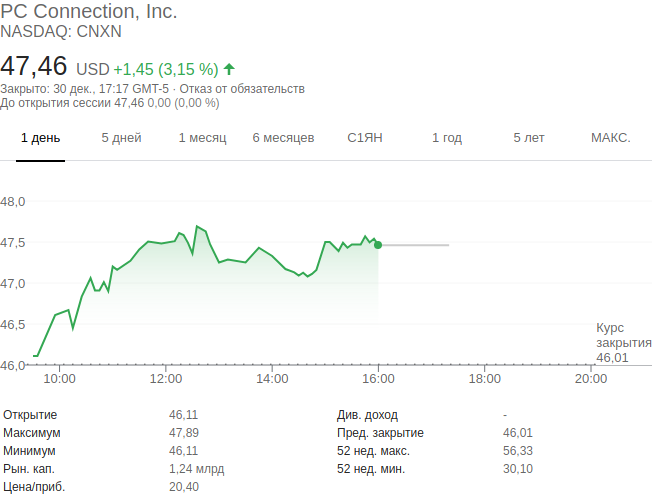 PC Connection, Inc.
NASDAQ: CNXN
47,46 USD +1,45 (3,15 %)
Закрыто: 30 дек., 17:17 GMT-5 · Отказ от обязательств
До открытия сессии 47,46 0,00 (0,00 %)
1 день 5 дней 1 месяц 6 месяцев С1ЯН 1 год 5 лет МАКС.
48,0
47,5
47,0
46,5
46,0
Курс
закрытия
46,01
10:00 12:00 14:00 16:00 18:00 20:00
Открытие 46,11 Див. доход -
Максимум 47,89 Пред. закрытие 46,01
Минимум 46,11 52 нед. макс. 56,33
Рын. кап. 1,24 млрд 52 нед. мин. 30,10
Цена/приб. 20,40